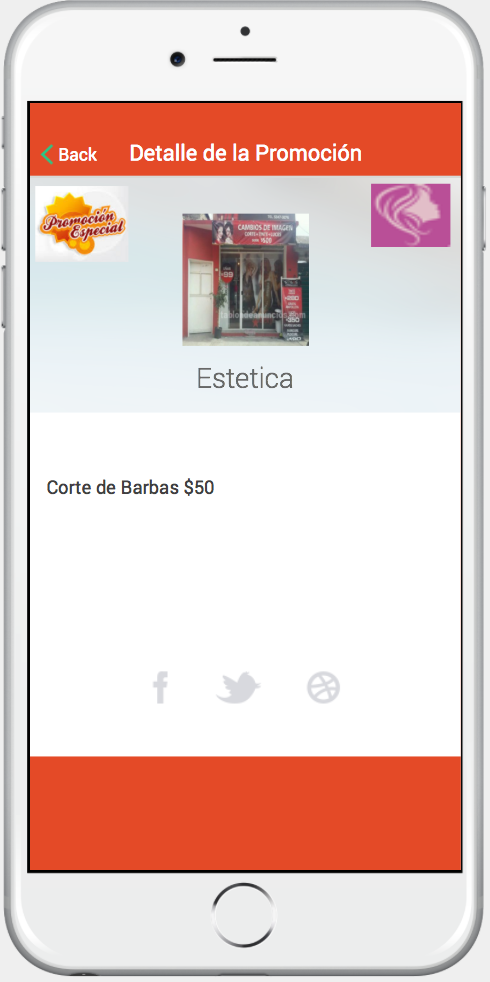 Back
Detalle de la Promoción
Promoción
Especial
CAMBIOS DE IMAGEN
Estetica
Corte de Barbas $50